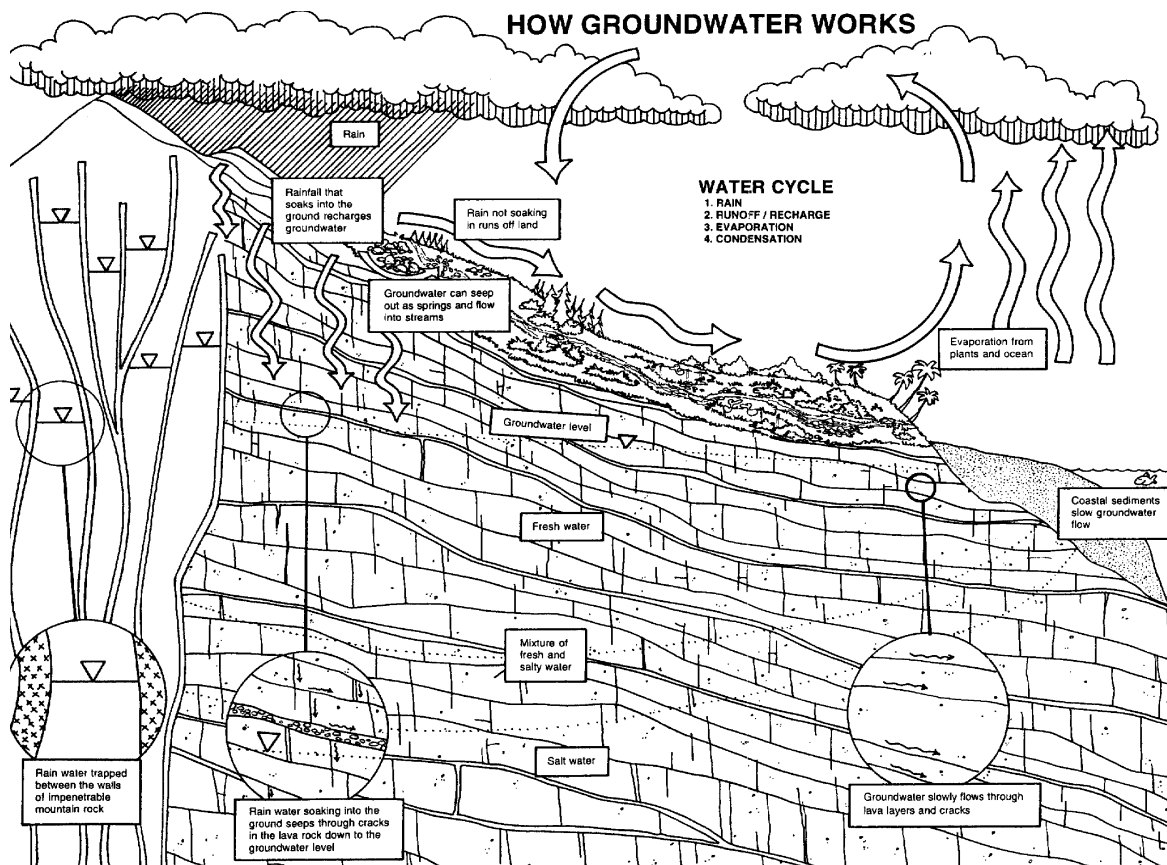 HOW GROUNDWATER WORKS
Rain
Rainfall that
soaks into the
ground recharges
groundwater
Rain not soaking
in runs off land
WATER CYCLE
1. RAIN
2. RUNOFF / RECHARGE
3. EVAPORATION
4. CONDENSATION
Groundwater can seep
out as springs and flow
into streams
Evaporation from
plants and ocean
Groundwater level
Coastal sediments
slow groundwater
flow
Fresh water
Mixture of
fresh and
salty water
Salt water
Rain water trapped
between the walls
of impenetrable
mountain rock
Rain water soaking into the
ground seeps through cracks
in the lava rock down to the
groundwater level
Groundwater slowly flows through
lava layers and cracks